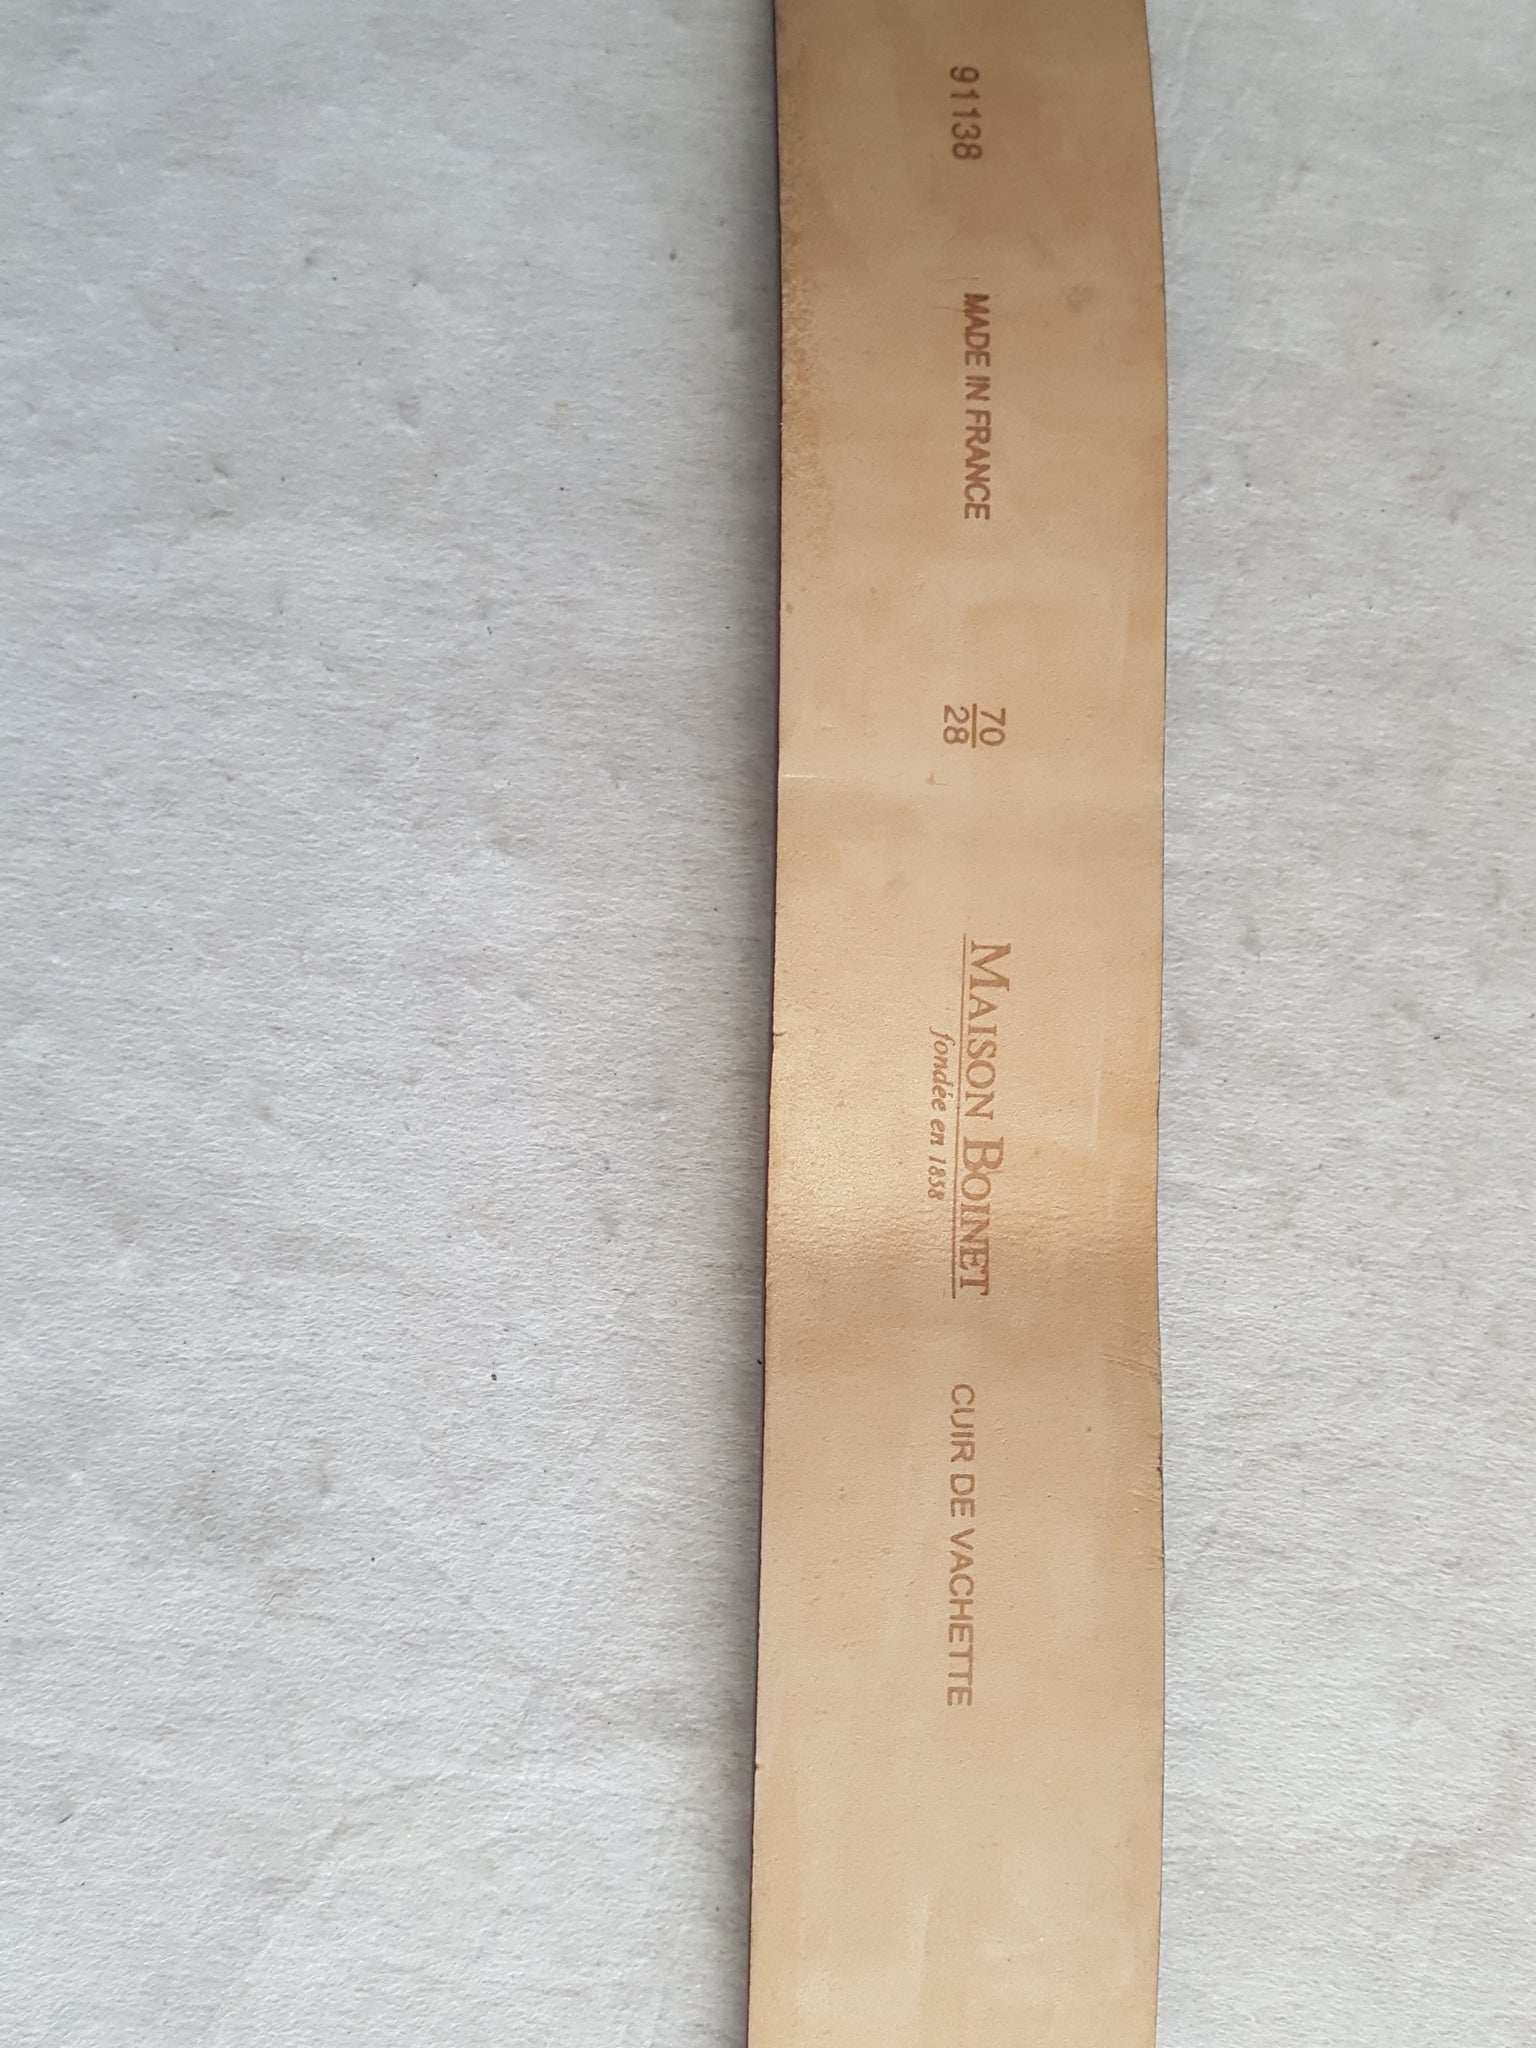 91138
MADE IN FRANCE
70
28
MAISON BOINET
fondée en 1858
CUIR DE VACHETTE